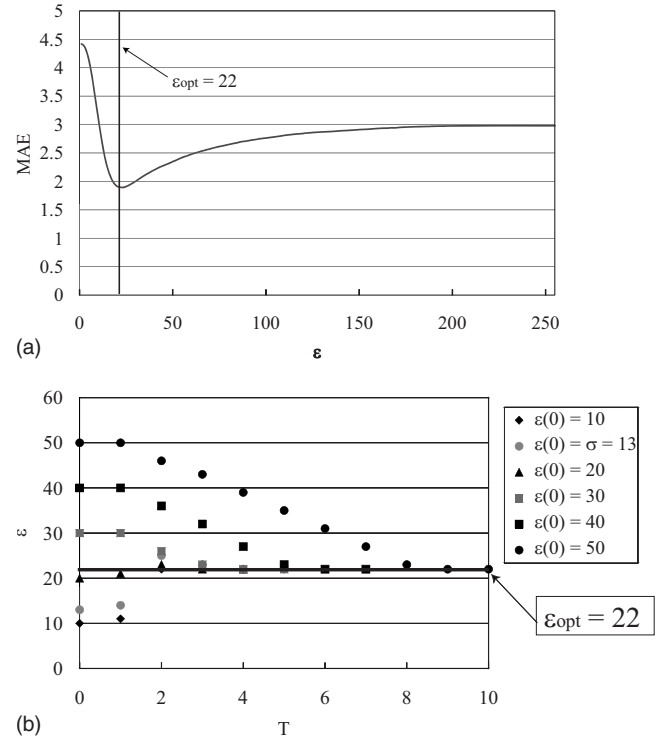 5
4.5
4
3.5
3
2.5
2
1.5
1
0.5
0
MAE
εopt = 22
0 50 100 150 200 250
ε
(a)
60
50
40
30
20
10
0
ε
0 2 4 6 8 10
T
ε(0) = 10
ε(0) = σ = 13
ε(0) = 20
ε(0) = 30
ε(0) = 40
ε(0) = 50
εopt = 22
(b)